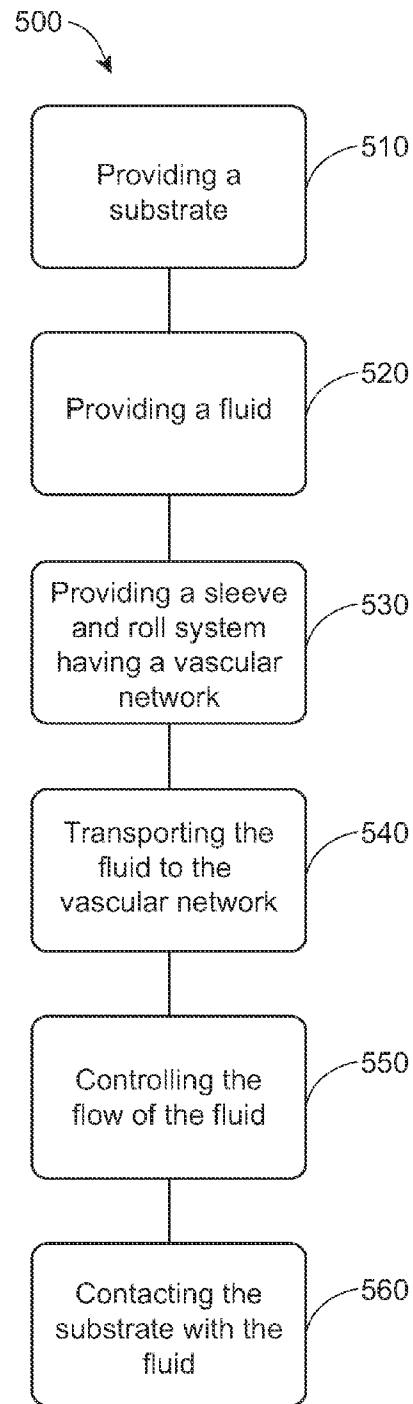 500
Providing a
substrate
510
Providing a fluid
520
Providing a sleeve
and roll system
having a vascular
network
530
Transporting the
fluid to the
vascular network
540
Controlling the
flow of the fluid
550
Contacting the
substrate with the
fluid
560